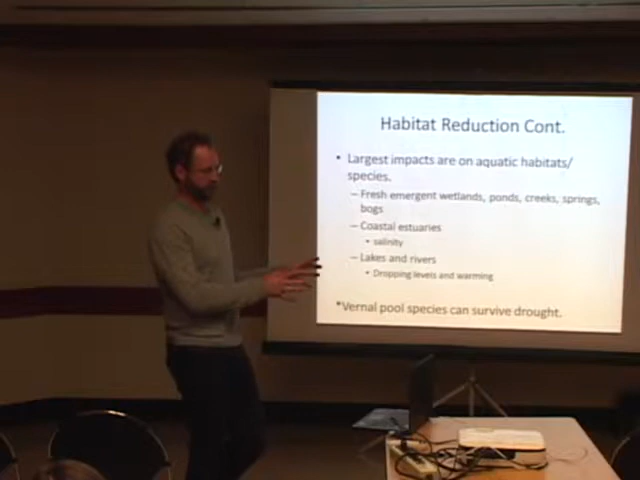 Habitat Reduction Cont.
• Largest impacts are on aquatic habitats/
species.
– Fresh emergent wetlands, ponds, creeks, springs,
bogs
– Coastal estuaries
• salinity
– Lakes and rivers
• Dropping levels and warming
*Vernal pool species can survive drought.